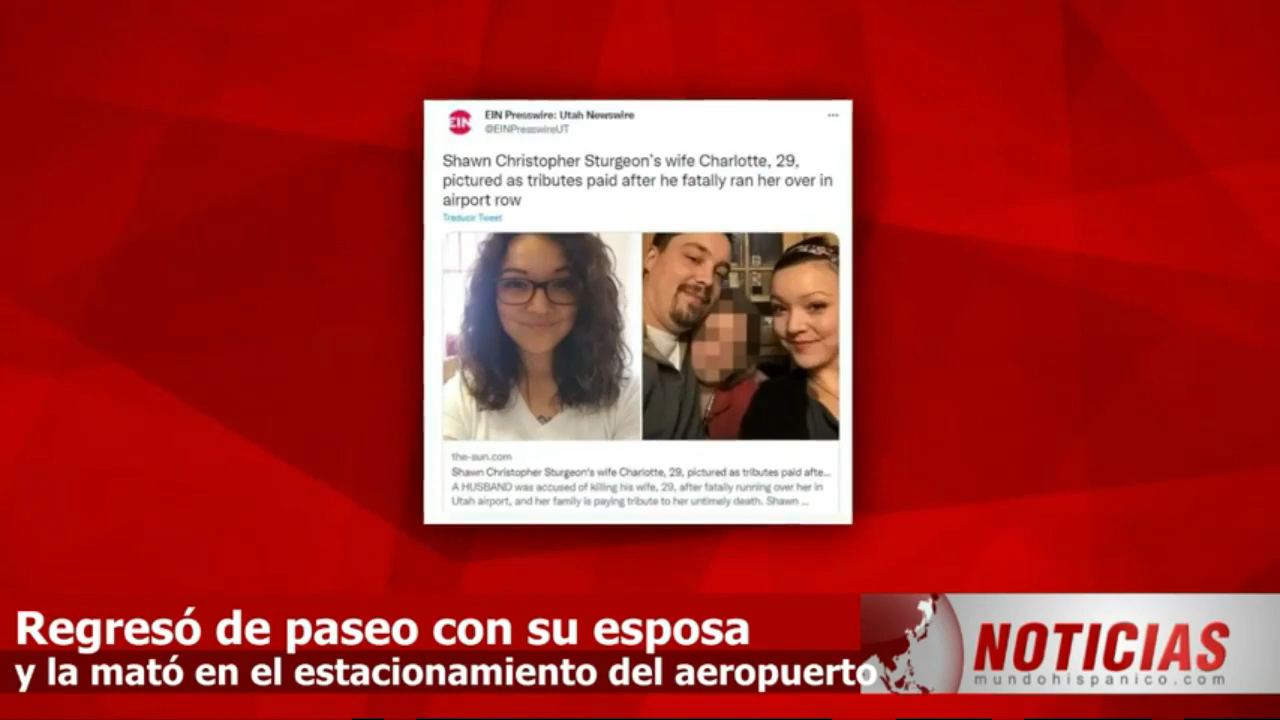 EIN
EIN Presswire: Utah Newswire
@EINPresswireUT
Shawn Christopher Sturgeon's wife Charlotte, 29,
pictured as tributes paid after he fatally ran her over in
airport row
Traducir Tweet
the-sun.com
Shawn Christopher Sturgeon's wife Charlotte, 29, pictured as tributes paid afte...
A HUSBAND was accused of killing his wife, 29, after fatally running over her in
Utah airport, and her family is paying tribute to her untimely death. Shawn ...
Regresó de paseo con su esposa
y la mató en el estacionamiento del aeropuerto
NOTICIAS
mundohispanico.com